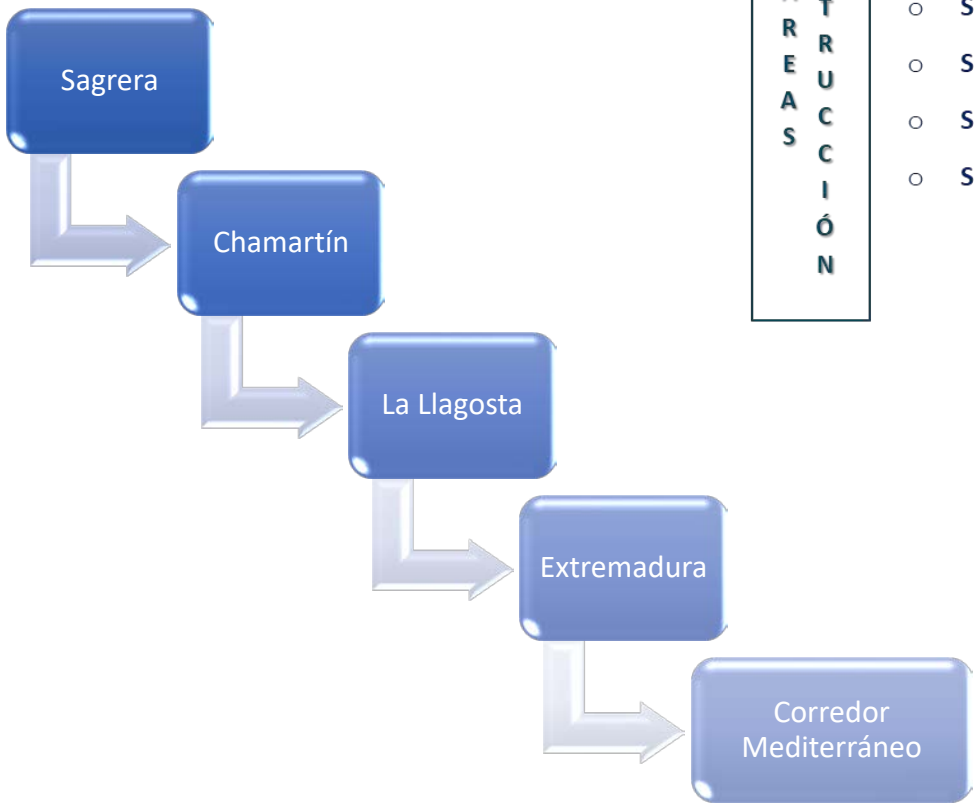 Sagrera
Chamartín
La Llagosta
Extremadura
Corredor
Mediterráneo
R
E
A
S
T
R
U
C
C
I
Ó
N
o S
o S
o S
o S